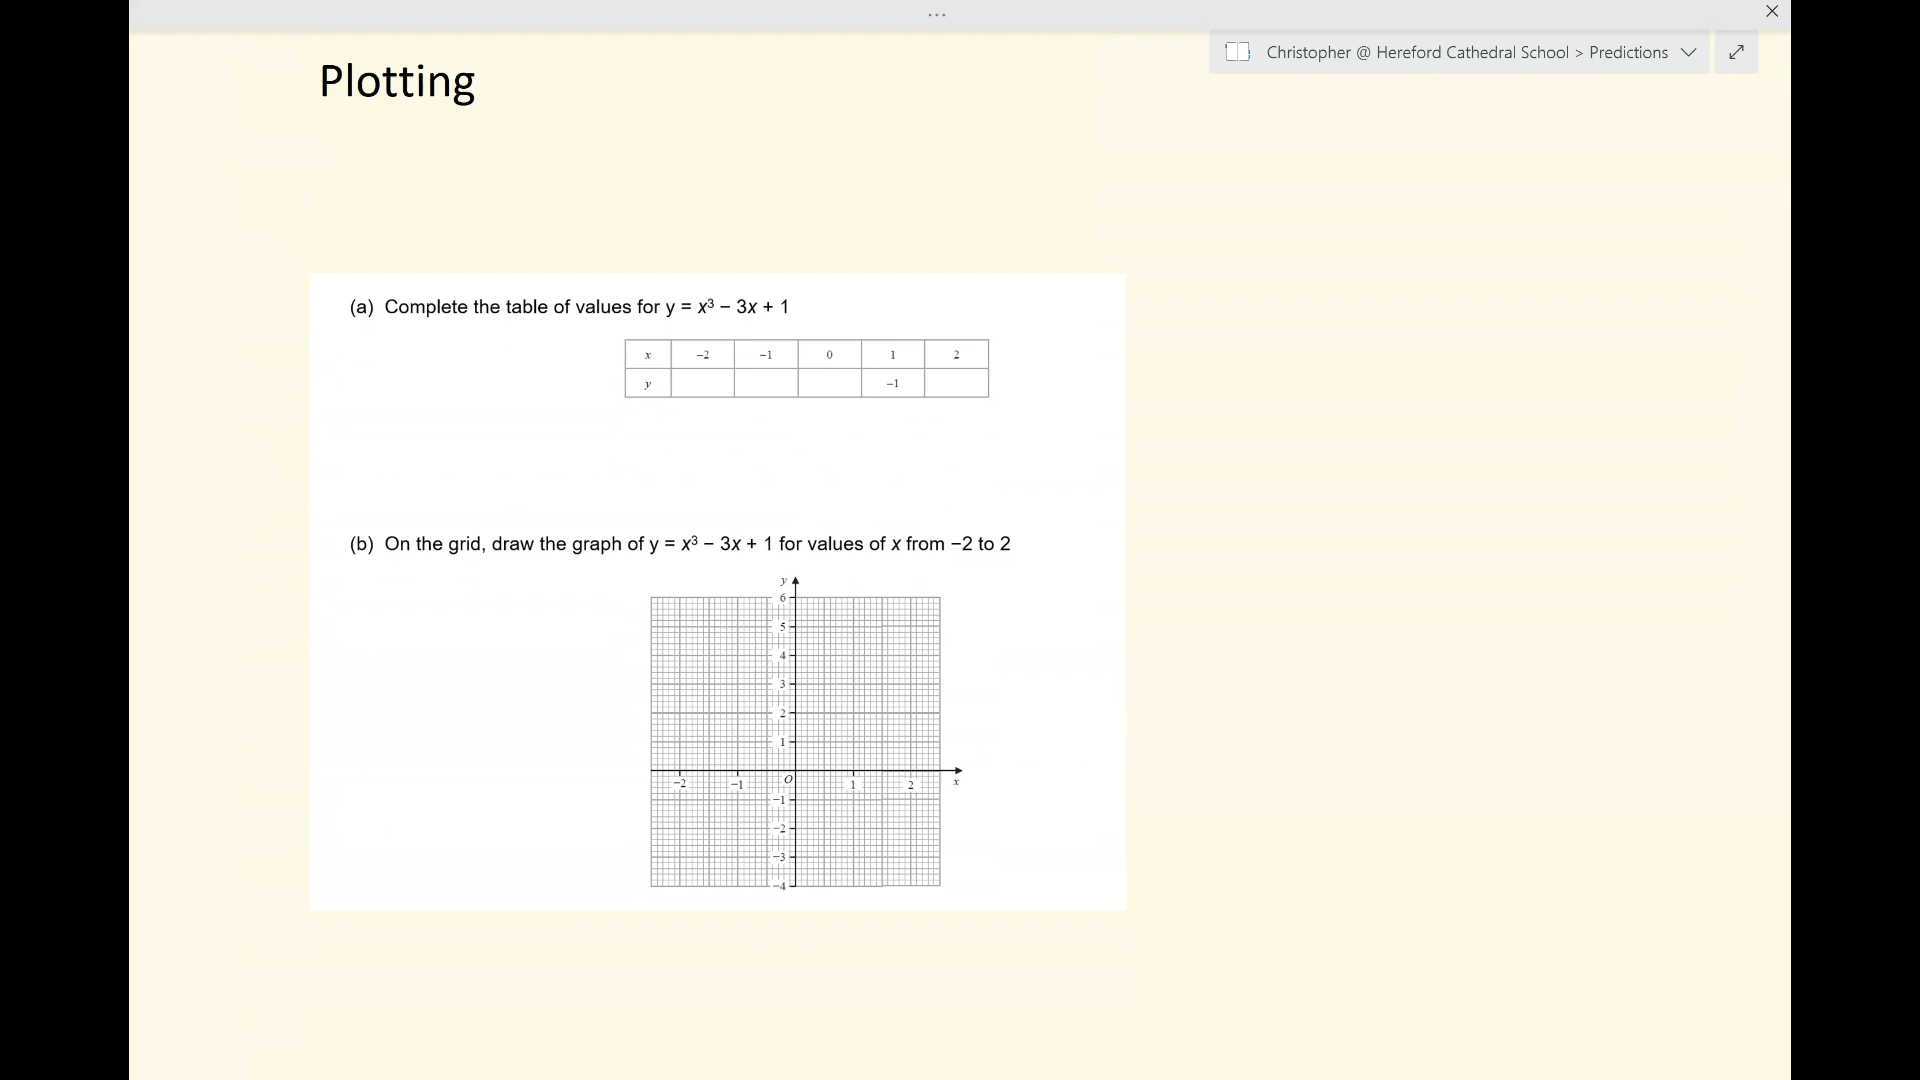 ...
Christopher @ Hereford Cathedral School > Predictions
Plotting
(a) Complete the table of values for y = x³ − 3x + 1
x −2 −1 0 1 2
y −1
(b) On the grid, draw the graph of y = x³ − 3x + 1 for values of x from −2 to 2
y
6
5
4
3
2
1
−2 −1 O 1 2 x
−1
−2
−3
−4